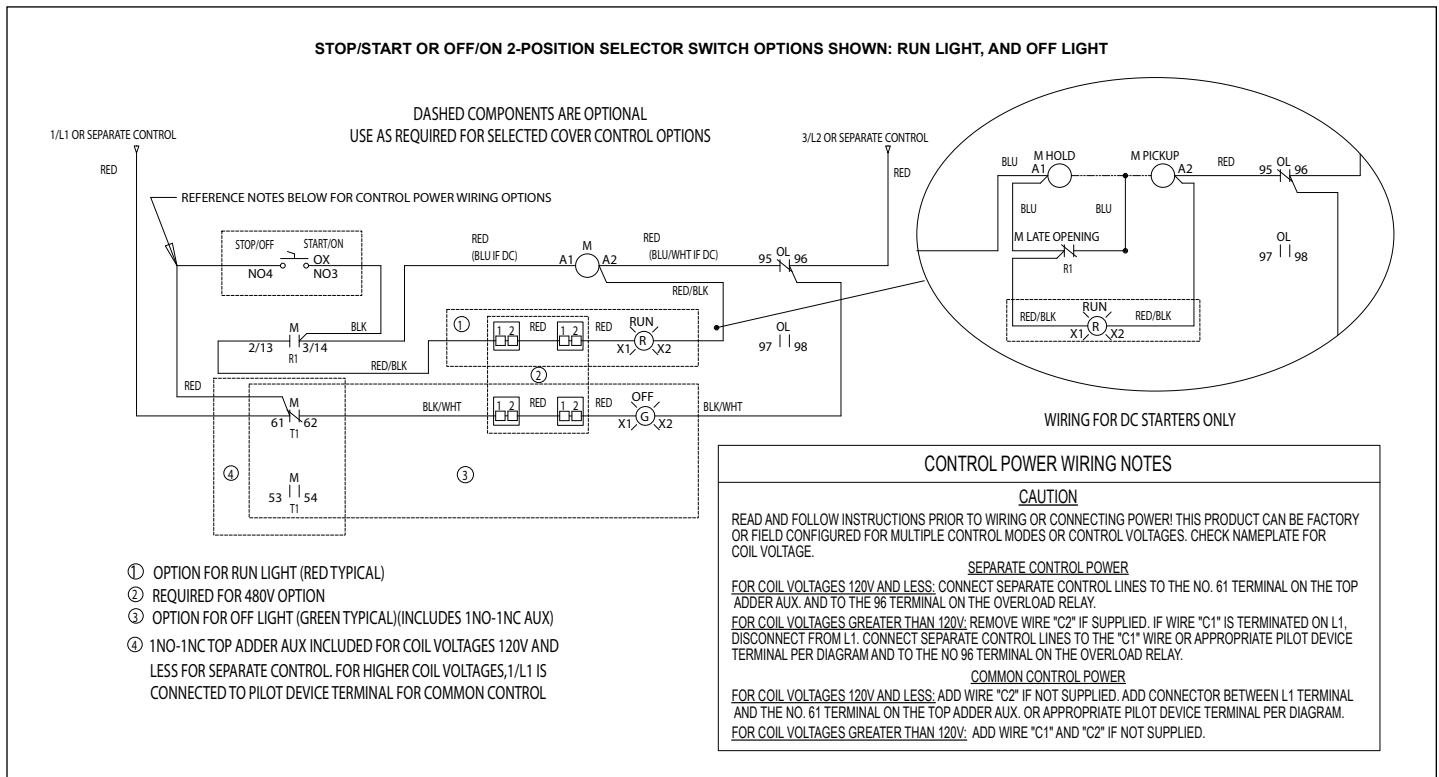 STOP/START OR OFF/ON 2-POSITION SELECTOR SWITCH OPTIONS SHOWN: RUN LIGHT, AND OFF LIGHT
DASHED COMPONENTS ARE OPTIONAL
USE AS REQUIRED FOR SELECTED COVER CONTROL OPTIONS
1/L1 OR SEPARATE CONTROL
3/L2 OR SEPARATE CONTROL
RED
RED
REFERENCE NOTES BELOW FOR CONTROL POWER WIRING OPTIONS
STOP/OFF
START/ON
OX
NO4
NO3
RED
(BLU IF DC)
M
A1
A2
RED
(BLU/WHT IF DC)
OL
95
96
RED/BLK
M
BLK
2/13
3/14
R1
RED/BLK
1
1 2
RED
1 2
RED
RUN
R
X1
X2
OL
97
98
2
RED
M
61
62
T1
BLK/WHT
1 2
RED
1 2
RED
OFF
G
X1
X2
BLK/WHT
4
M
53
54
T1
3
BLU
M HOLD
A1
M PICKUP
A2
RED
OL
95
96
BLU
BLU
M LATE OPENING
R1
OL
97
98
RED/BLK
R
X1
X2
RED/BLK
WIRING FOR DC STARTERS ONLY
1 OPTION FOR RUN LIGHT (RED TYPICAL)
2 REQUIRED FOR 480V OPTION
3 OPTION FOR OFF LIGHT (GREEN TYPICAL)(INCLUDES 1NO-1NC AUX)
4 1NO-1NC TOP ADDER AUX INCLUDED FOR COIL VOLTAGES 120V AND
LESS FOR SEPARATE CONTROL. FOR HIGHER COIL VOLTAGES,1/L1 IS
CONNECTED TO PILOT DEVICE TERMINAL FOR COMMON CONTROL
CONTROL POWER WIRING NOTES
CAUTION
READ AND FOLLOW INSTRUCTIONS PRIOR TO WIRING OR CONNECTING POWER! THIS PRODUCT CAN BE FACTORY
OR FIELD CONFIGURED FOR MULTIPLE CONTROL MODES OR CONTROL VOLTAGES. CHECK NAMEPLATE FOR
COIL VOLTAGE.
SEPARATE CONTROL POWER
FOR COIL VOLTAGES 120V AND LESS: CONNECT SEPARATE CONTROL LINES TO THE NO. 61 TERMINAL ON THE TOP
ADDER AUX. AND TO THE 96 TERMINAL ON THE OVERLOAD RELAY.
FOR COIL VOLTAGES GREATER THAN 120V: REMOVE WIRE "C2" IF SUPPLIED. IF WIRE "C1" IS TERMINATED ON L1,
DISCONNECT FROM L1. CONNECT SEPARATE CONTROL LINES TO THE "C1" WIRE OR APPROPRIATE PILOT DEVICE
TERMINAL PER DIAGRAM AND TO THE NO 96 TERMINAL ON THE OVERLOAD RELAY.
COMMON CONTROL POWER
FOR COIL VOLTAGES 120V AND LESS: ADD WIRE "C2" IF NOT SUPPLIED. ADD CONNECTOR BETWEEN L1 TERMINAL
AND THE NO. 61 TERMINAL ON THE TOP ADDER AUX. OR APPROPRIATE PILOT DEVICE TERMINAL PER DIAGRAM.
FOR COIL VOLTAGES GREATER THAN 120V: ADD WIRE "C1" AND "C2" IF NOT SUPPLIED.